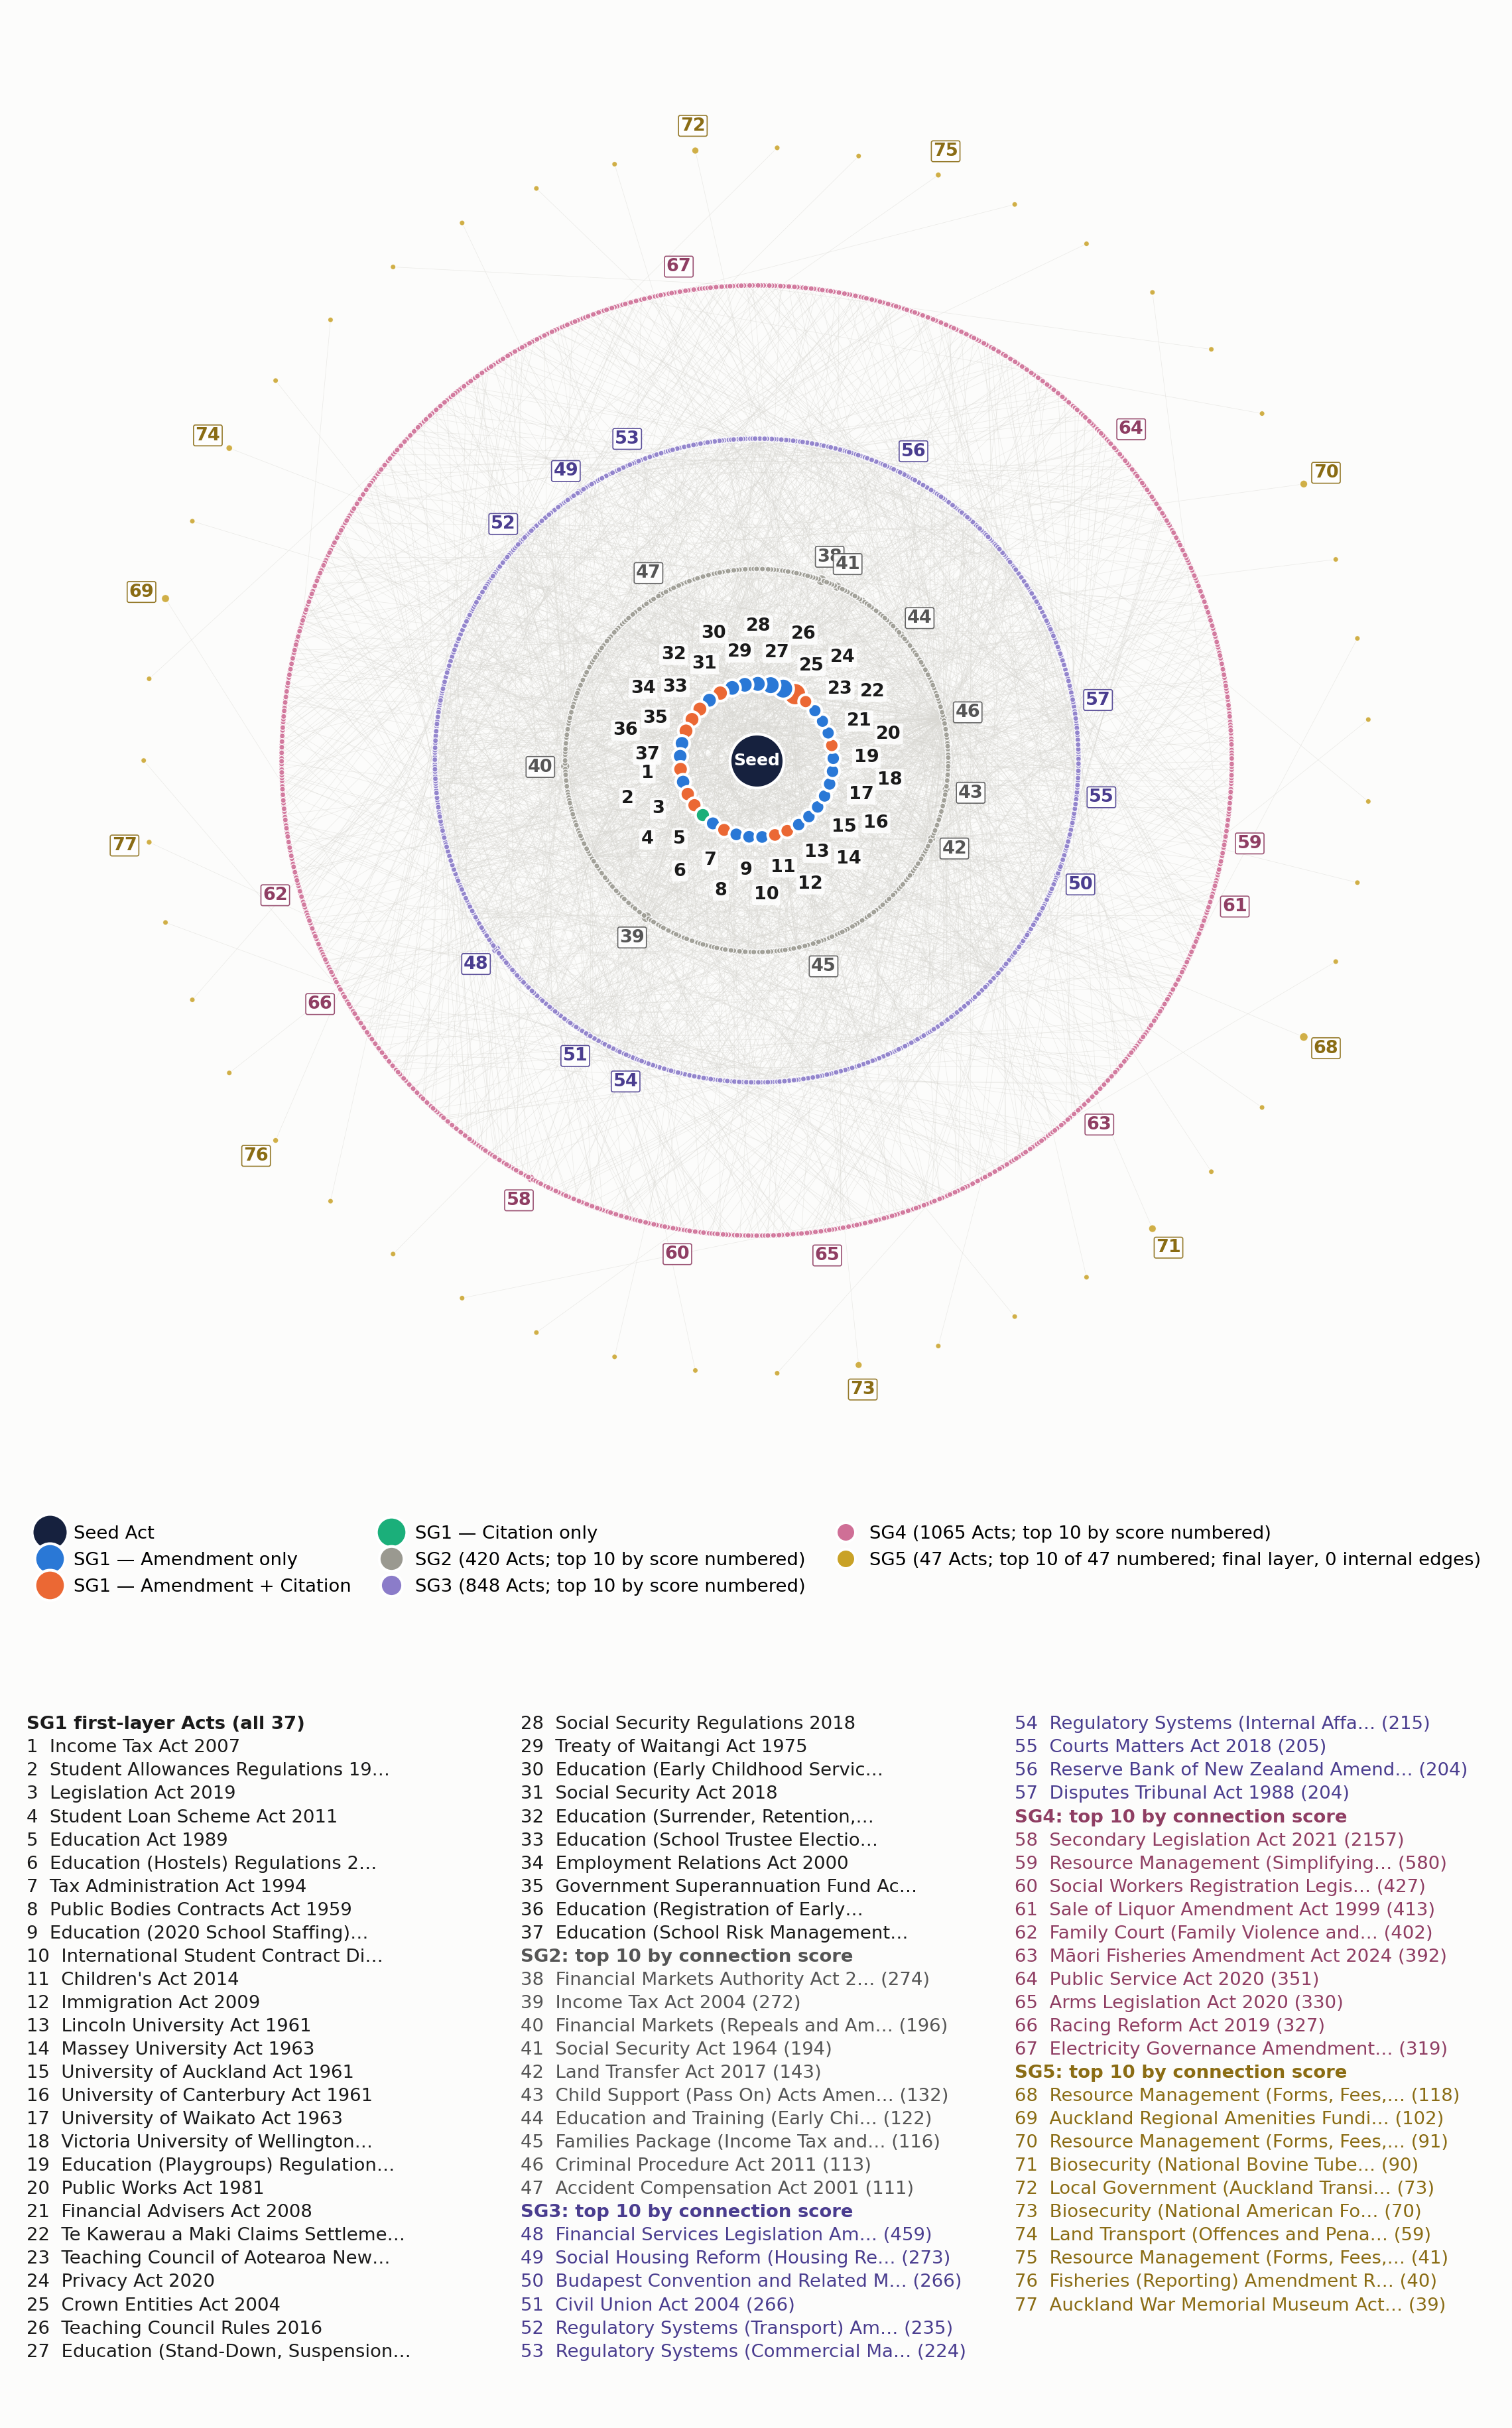 72
75
67
64
74
53
56
49
70
52
38
41
47
69
44
28
30
26
29
27
32
24
31
25
34
33
23
22
57
35
46
21
36
20
37
19
Seed
40
1
18
43
55
2
17
3
16
15
4
5
59
77
42
13
14
7
11
9
6
12
50
8
10
62
61
39
48
45
66
68
51
54
63
76
58
71
60
65
73
Seed Act
SG1 — Amendment only
SG1 — Amendment + Citation
SG1 — Citation only
SG2 (420 Acts; top 10 by score numbered)
SG3 (848 Acts; top 10 by score numbered)
SG4 (1065 Acts; top 10 by score numbered)
SG5 (47 Acts; top 10 of 47 numbered; final layer, 0 internal edges)
SG1 first-layer Acts (all 37)
1 Income Tax Act 2007
2 Student Allowances Regulations 19…
3 Legislation Act 2019
4 Student Loan Scheme Act 2011
5 Education Act 1989
6 Education (Hostels) Regulations 2…
7 Tax Administration Act 1994
8 Public Bodies Contracts Act 1959
9 Education (2020 School Staffing)…
10 International Student Contract Di…
11 Children's Act 2014
12 Immigration Act 2009
13 Lincoln University Act 1961
14 Massey University Act 1963
15 University of Auckland Act 1961
16 University of Canterbury Act 1961
17 University of Waikato Act 1963
18 Victoria University of Wellington…
19 Education (Playgroups) Regulation…
20 Public Works Act 1981
21 Financial Advisers Act 2008
22 Te Kawerau a Maki Claims Settleme…
23 Teaching Council of Aotearoa New…
24 Privacy Act 2020
25 Crown Entities Act 2004
26 Teaching Council Rules 2016
27 Education (Stand-Down, Suspension…
28 Social Security Regulations 2018
29 Treaty of Waitangi Act 1975
30 Education (Early Childhood Servic…
31 Social Security Act 2018
32 Education (Surrender, Retention,…
33 Education (School Trustee Electio…
34 Employment Relations Act 2000
35 Government Superannuation Fund Ac…
36 Education (Registration of Early…
37 Education (School Risk Management…
SG2: top 10 by connection score
38 Financial Markets Authority Act 2… (274)
39 Income Tax Act 2004 (272)
40 Financial Markets (Repeals and Am… (196)
41 Social Security Act 1964 (194)
42 Land Transfer Act 2017 (143)
43 Child Support (Pass On) Acts Amen… (132)
44 Education and Training (Early Chi… (122)
45 Families Package (Income Tax and… (116)
46 Criminal Procedure Act 2011 (113)
47 Accident Compensation Act 2001 (111)
SG3: top 10 by connection score
48 Financial Services Legislation Am… (459)
49 Social Housing Reform (Housing Re… (273)
50 Budapest Convention and Related M… (266)
51 Civil Union Act 2004 (266)
52 Regulatory Systems (Transport) Am… (235)
53 Regulatory Systems (Commercial Ma… (224)
54 Regulatory Systems (Internal Affa… (215)
55 Courts Matters Act 2018 (205)
56 Reserve Bank of New Zealand Amend… (204)
57 Disputes Tribunal Act 1988 (204)
SG4: top 10 by connection score
58 Secondary Legislation Act 2021 (2157)
59 Resource Management (Simplifying… (580)
60 Social Workers Registration Legis… (427)
61 Sale of Liquor Amendment Act 1999 (413)
62 Family Court (Family Violence and… (402)
63 Māori Fisheries Amendment Act 2024 (392)
64 Public Service Act 2020 (351)
65 Arms Legislation Act 2020 (330)
66 Racing Reform Act 2019 (327)
67 Electricity Governance Amendment… (319)
SG5: top 10 by connection score
68 Resource Management (Forms, Fees,… (118)
69 Auckland Regional Amenities Fundi… (102)
70 Resource Management (Forms, Fees,… (91)
71 Biosecurity (National Bovine Tube… (90)
72 Local Government (Auckland Transi… (73)
73 Biosecurity (National American Fo… (70)
74 Land Transport (Offences and Pena… (59)
75 Resource Management (Forms, Fees,… (41)
76 Fisheries (Reporting) Amendment R… (40)
77 Auckland War Memorial Museum Act… (39)